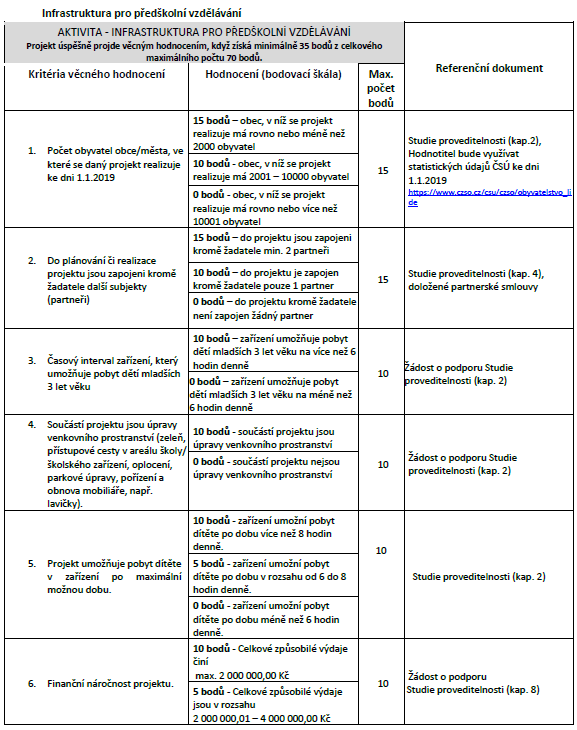 Infrastruktura pro předškolní vzdělávání
AKTIVITA - INFRASTRUKTURA PRO PŘEDŠKOLNÍ VZDĚLÁVÁNÍ
Projekt úspěšně projde věcným hodnocením, když získá minimálně 35 bodů z celkového
maximálního počtu 70 bodů.
Kritéria věcného hodnocení
Hodnocení (bodovací škála)
Max.
počet
bodů
Referenční dokument
1. Počet obyvatel obce/města, ve
které se daný projekt realizuje
ke dni 1.1.2019
15 bodů – obec, v níž se projekt
realizuje má rovno nebo méně než
2000 obyvatel
10 bodů - obec, v níž se projekt
realizuje má 2001 – 10000 obyvatel
0 bodů - obec, v níž se projekt
realizuje má rovno nebo více než
10001 obyvatel
15
Studie proveditelnosti (kap.2),
Hodnotitel bude využívat
statistických údajů ČSÚ ke dni
1.1.2019
https://www.czso.cz/csu/czso/obyvatelstvo_li
de
2. Do plánování či realizace
projektu jsou zapojeni kromě
žadatele další subjekty
(partneři)
15 bodů – do projektu jsou zapojeni
kromě žadatele min. 2 partneři
10 bodů – do projektu je zapojen
kromě žadatele pouze 1 partner
0 bodů – do projektu kromě žadatele
není zapojen žádný partner
15
Studie proveditelnosti (kap. 4),
doložené partnerské smlouvy
3. Časový interval zařízení, který
umožňuje pobyt dětí mladších
3 let věku
10 bodů – zařízení umožňuje pobyt
dětí mladších 3 let věku na více než 6
hodin denně
0 bodů – zařízení umožňuje pobyt
dětí mladších 3 let věku na méně než
6 hodin denně
10
Žádost o podporu Studie
proveditelnosti (kap. 2)
4. Součástí projektu jsou úpravy
venkovního prostranství (zeleň,
přístupové cesty v areálu školy/
školského zařízení, oplocení,
parkové úpravy, pořízení a
obnova mobiliáře, např.
lavičky).
10 bodů - součástí projektu jsou
úpravy venkovního prostranství
0 bodů - součástí projektu nejsou
úpravy venkovního prostranství
10
Žádost o podporu Studie
proveditelnosti (kap. 2)
5. Projekt umožňuje pobyt dítěte
v zařízení po maximální
možnou dobu.
10 bodů - zařízení umožní pobyt
dítěte po dobu více než 8 hodin
denně.
5 bodů - zařízení umožní pobyt
dítěte po dobu v rozsahu od 6 do 8
hodin denně.
0 bodů - zařízení umožní pobyt
dítěte po dobu méně než 6 hodin
denně.
10
Studie proveditelnosti (kap. 2)
6. Finanční náročnost projektu.
10 bodů - Celkové způsobilé výdaje
činí
max. 2 000 000,00 Kč
5 bodů - Celkové způsobilé výdaje
jsou v rozsahu
2 000 000,01 – 4 000 000,00 Kč
10
Žádost o podporu
Studie proveditelnosti (kap. 8)